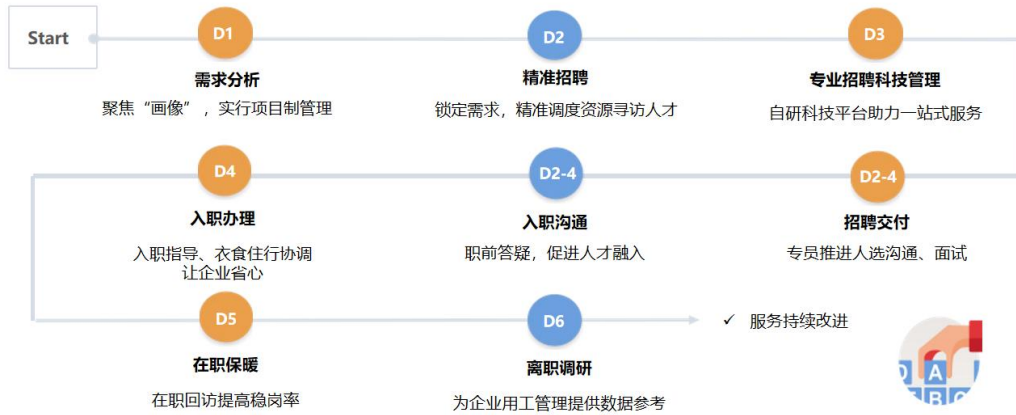 Start
D1
需求分析
聚焦“画像”，实行项目制管理
D2
精准招聘
锁定需求，精准调度资源寻访人才
D3
专业招聘科技管理
自研科技平台助力一站式服务
D2-4
招聘交付
专员推进人选沟通、面试
D2-4
入职沟通
职前答疑，促进人才融入
D4
入职办理
入职指导、衣食住行协调
让企业省心
D5
在职保暖
在职回访提高稳岗率
D6
离职调研
为企业用工管理提供数据参考
✓ 服务持续改进
D A
B C